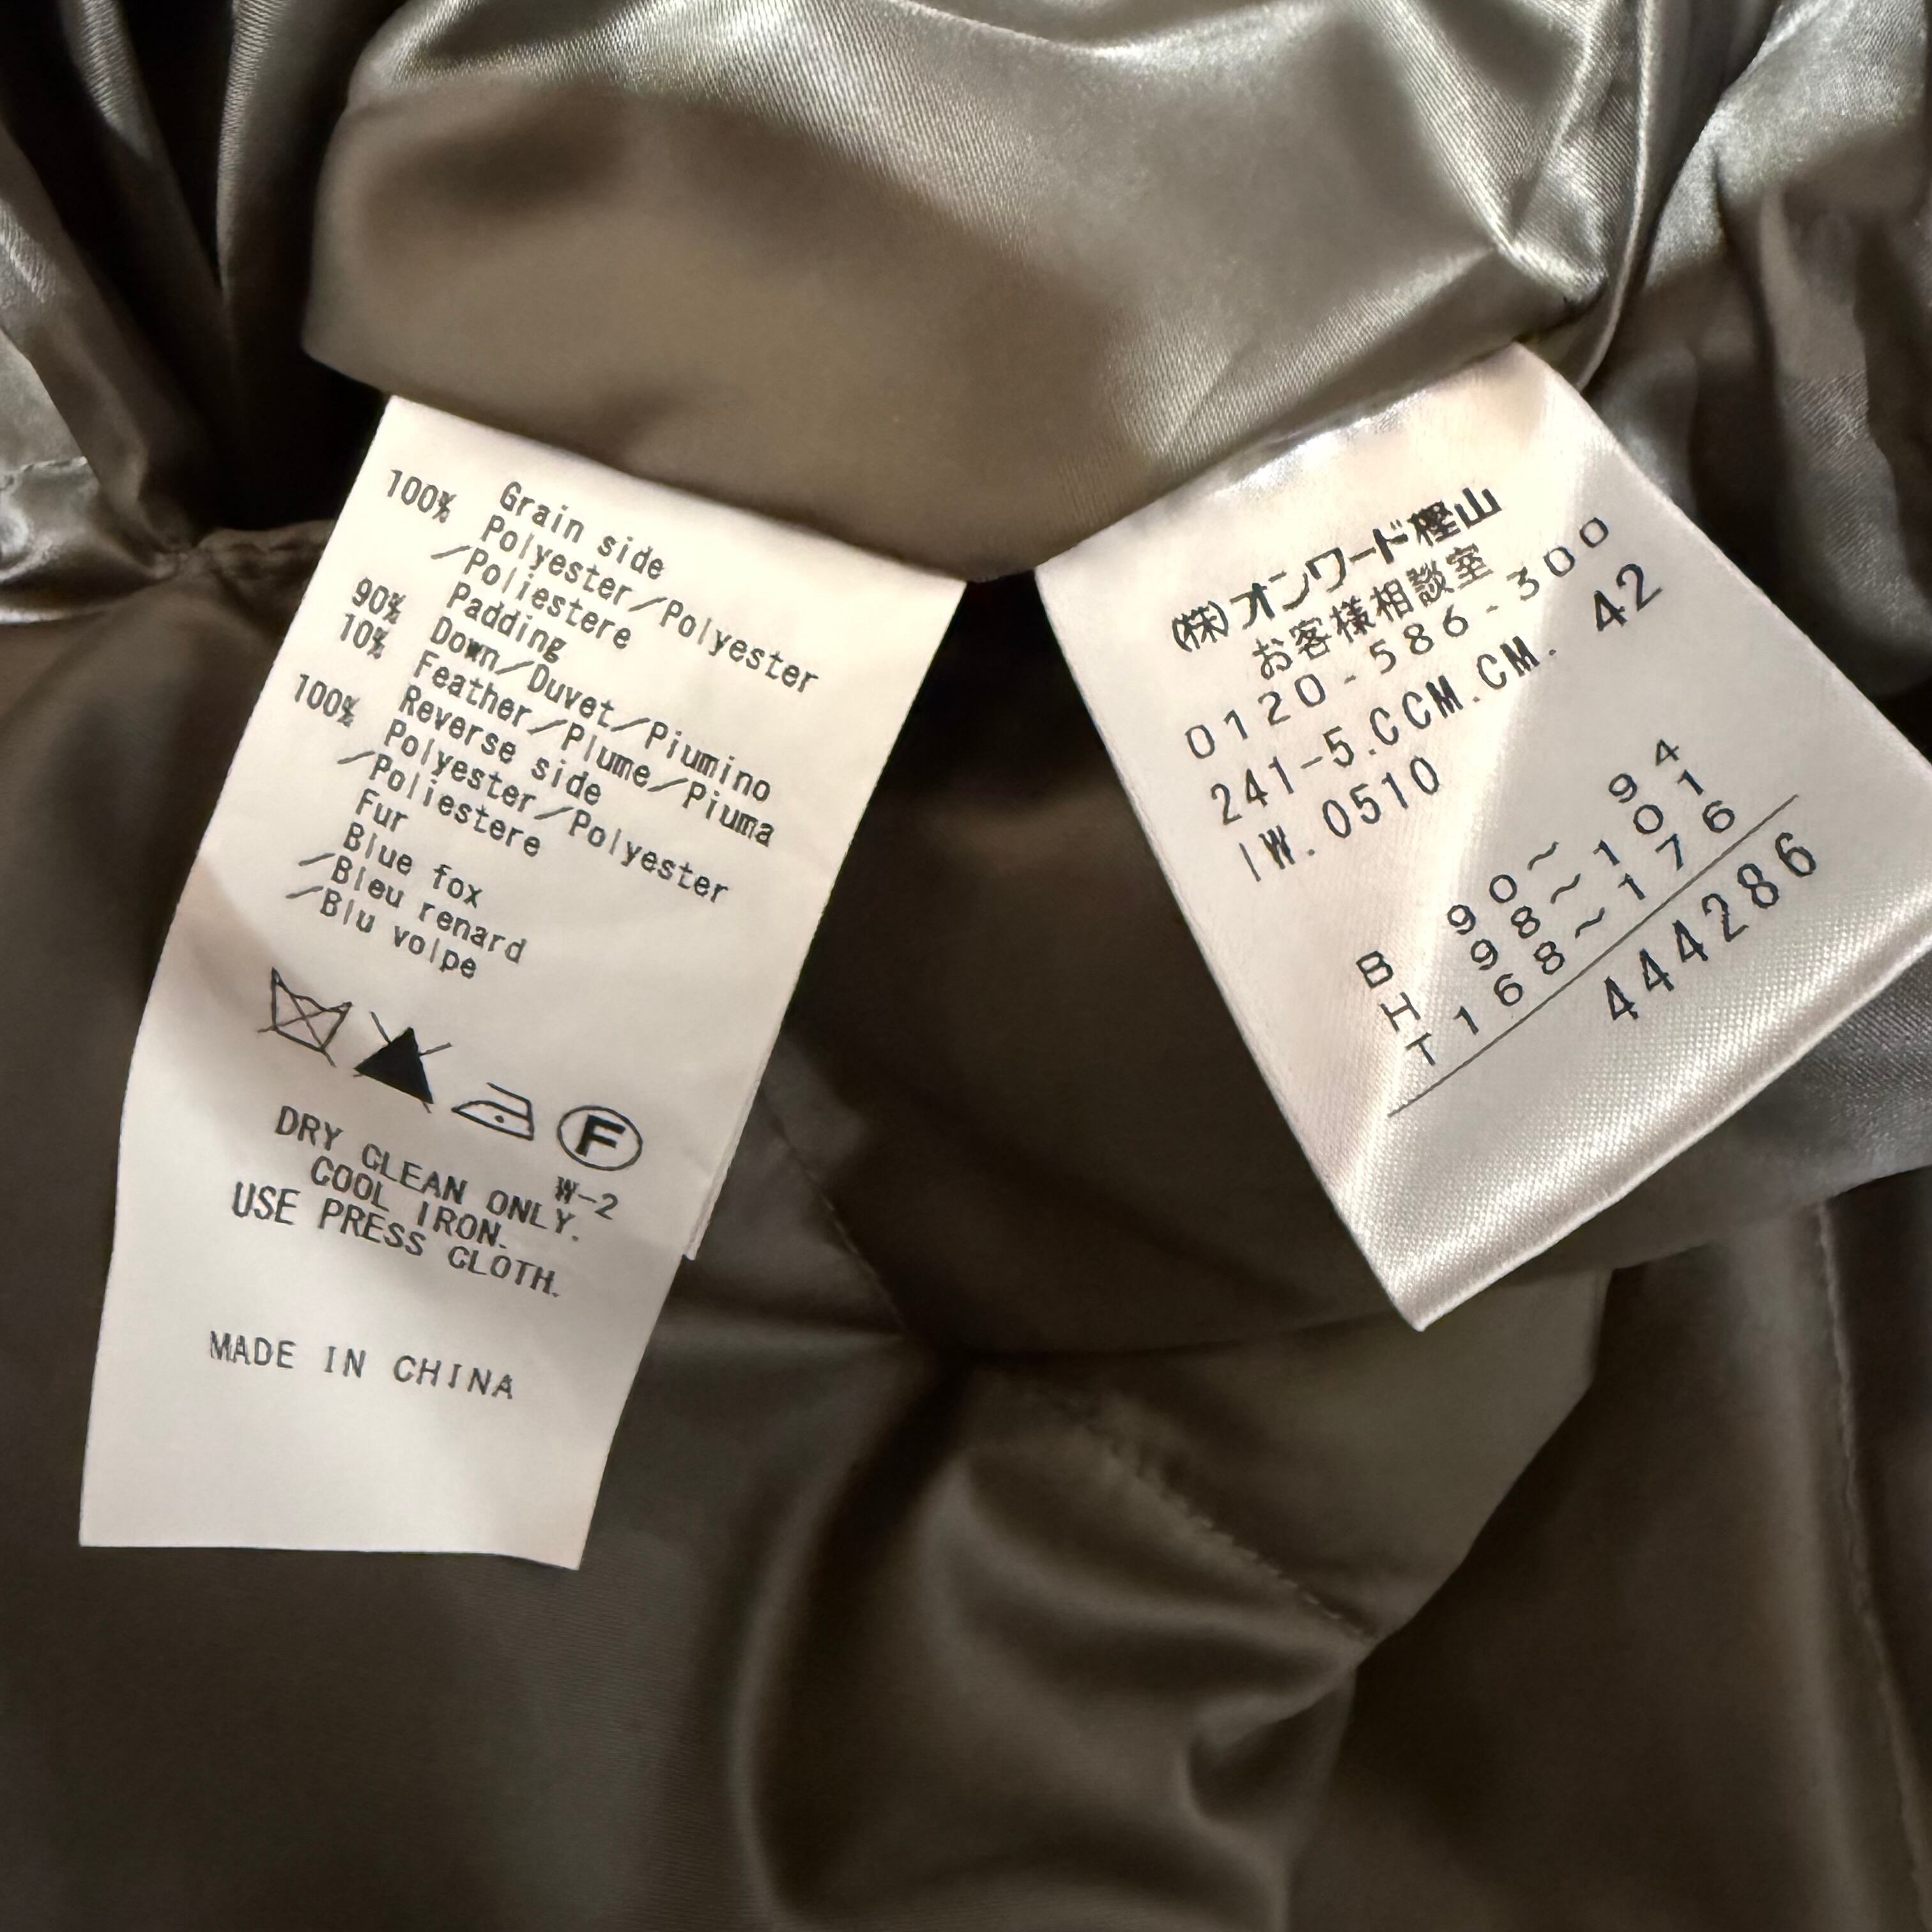 Grain side
100% Polyester／Polyester
／Poliestere
Padding
90% Down／Duvet／Piumino
10% Feather／Plume／Piuma
Reverse side
100% Polyester／Polyester
／Poliestere
Fur
Blue fox
／Bleu renard
／Blu volpe
F
W-2
DRY CLEAN ONLY.
COOL IRON.
USE PRESS CLOTH.
MADE IN CHINA
(株)オンワード樫山
お客様相談室
0120-586-300
241-5.CCM.CM. 42
IW.0510
B 90～ 94
H 98～101
T 168～176
444286